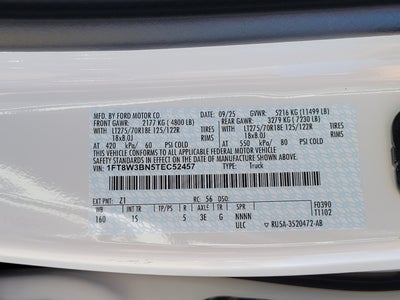 MFD. BY FORD MOTOR CO.
09/25 GVWR: 5216 KG (11499 LB)
FRONT GAWR: 2177 KG (4800 LB) REAR GAWR: 3279 KG (7230 LB)
WITH LT275/70R18E 125/122R TIRES WITH LT275/70R18E 125/122R TIRES
18x8.0J RIMS 18x8.0J RIMS
AT 420 kPa/ 60 PSI COLD AT 550 kPa/ 80 PSI COLD
THIS VEHICLE CONFORMS TO ALL APPLICABLE FEDERAL MOTOR VEHICLE
SAFETY STANDARDS IN EFFECT ON THE DATE OF MANUFACTURE SHOWN ABOVE.
VIN: 1FT8W3BN5TEC52457 TYPE: Truck
EXT PNT: Z1 RC: 56 DSO:
WB INT TR TP/PS R AXLE TR SPR F0390
160 15 5 3E G NNNN T1102
ULC RU5A-3520472-AB